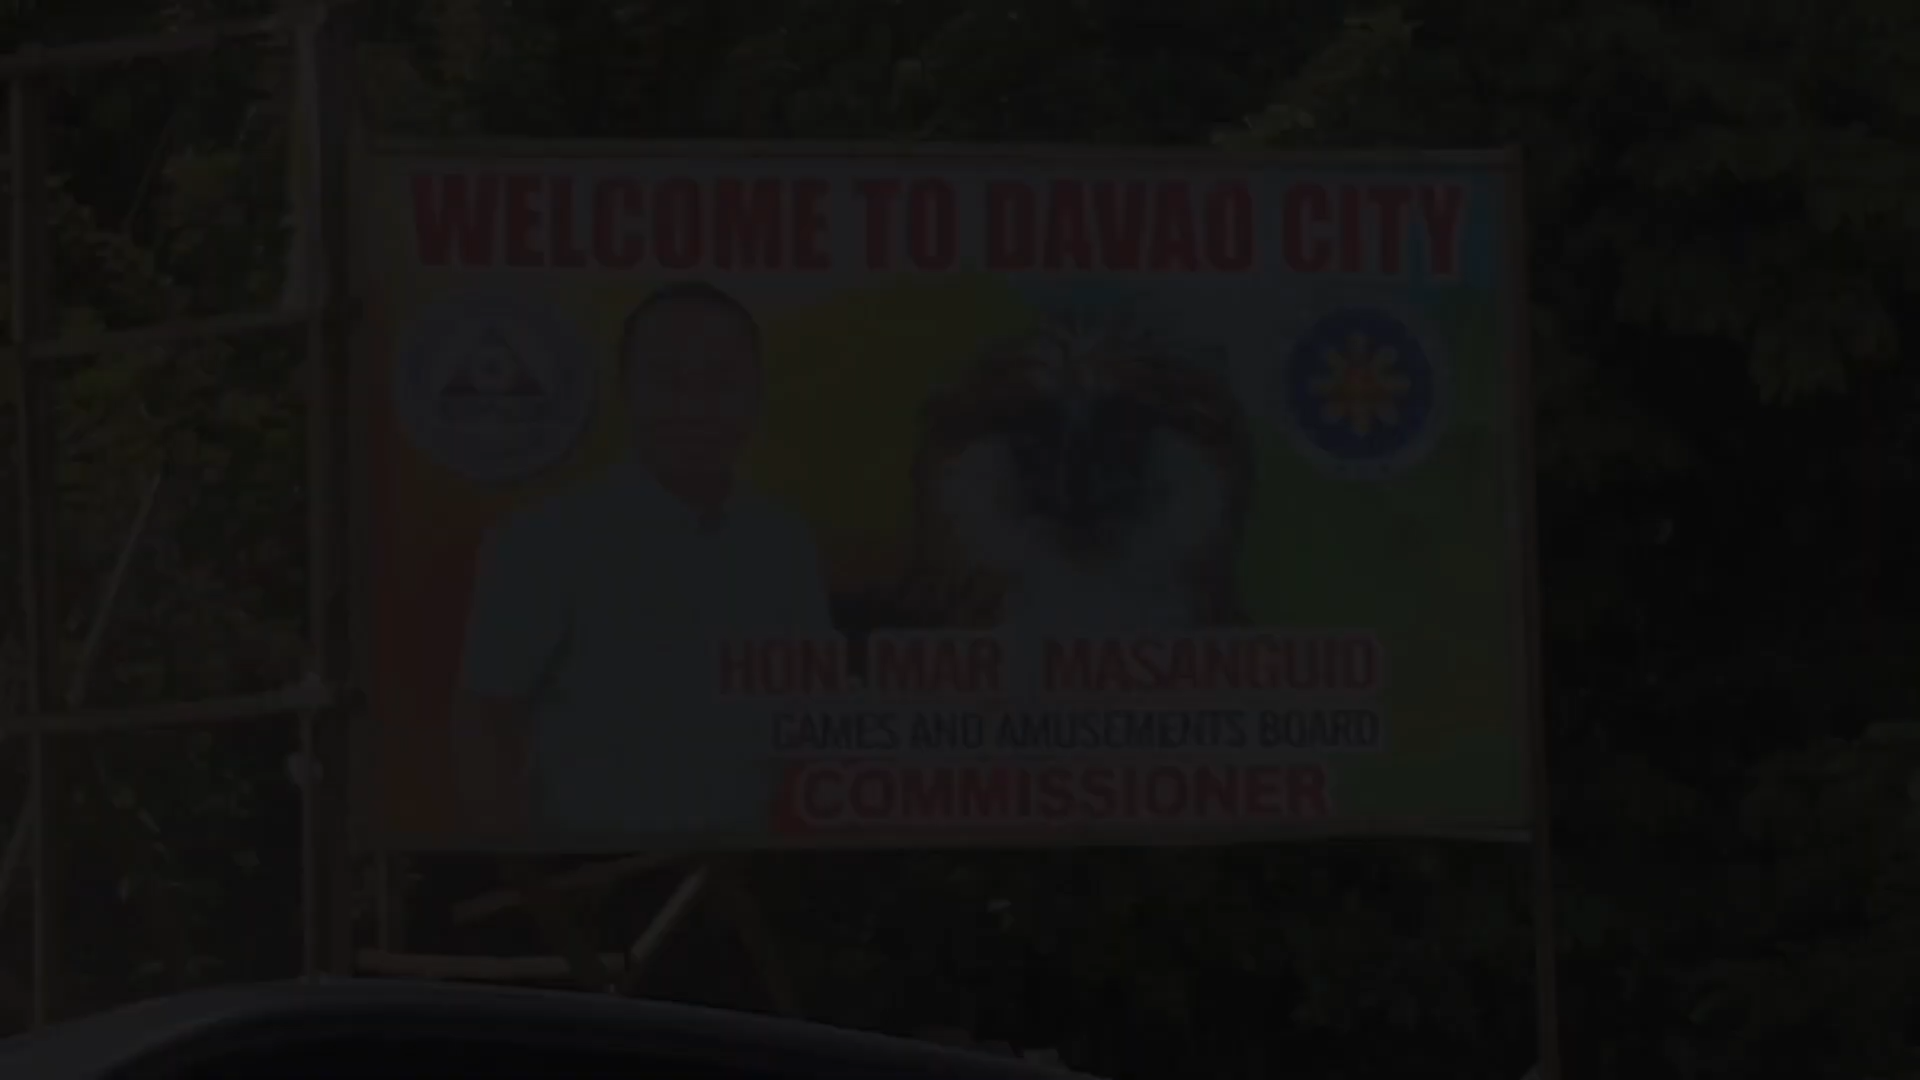 WELCOME TO DAVAO CITY
HON. MAR MASANGUID
GAMES AND AMUSEMENTS BOARD
COMMISSIONER